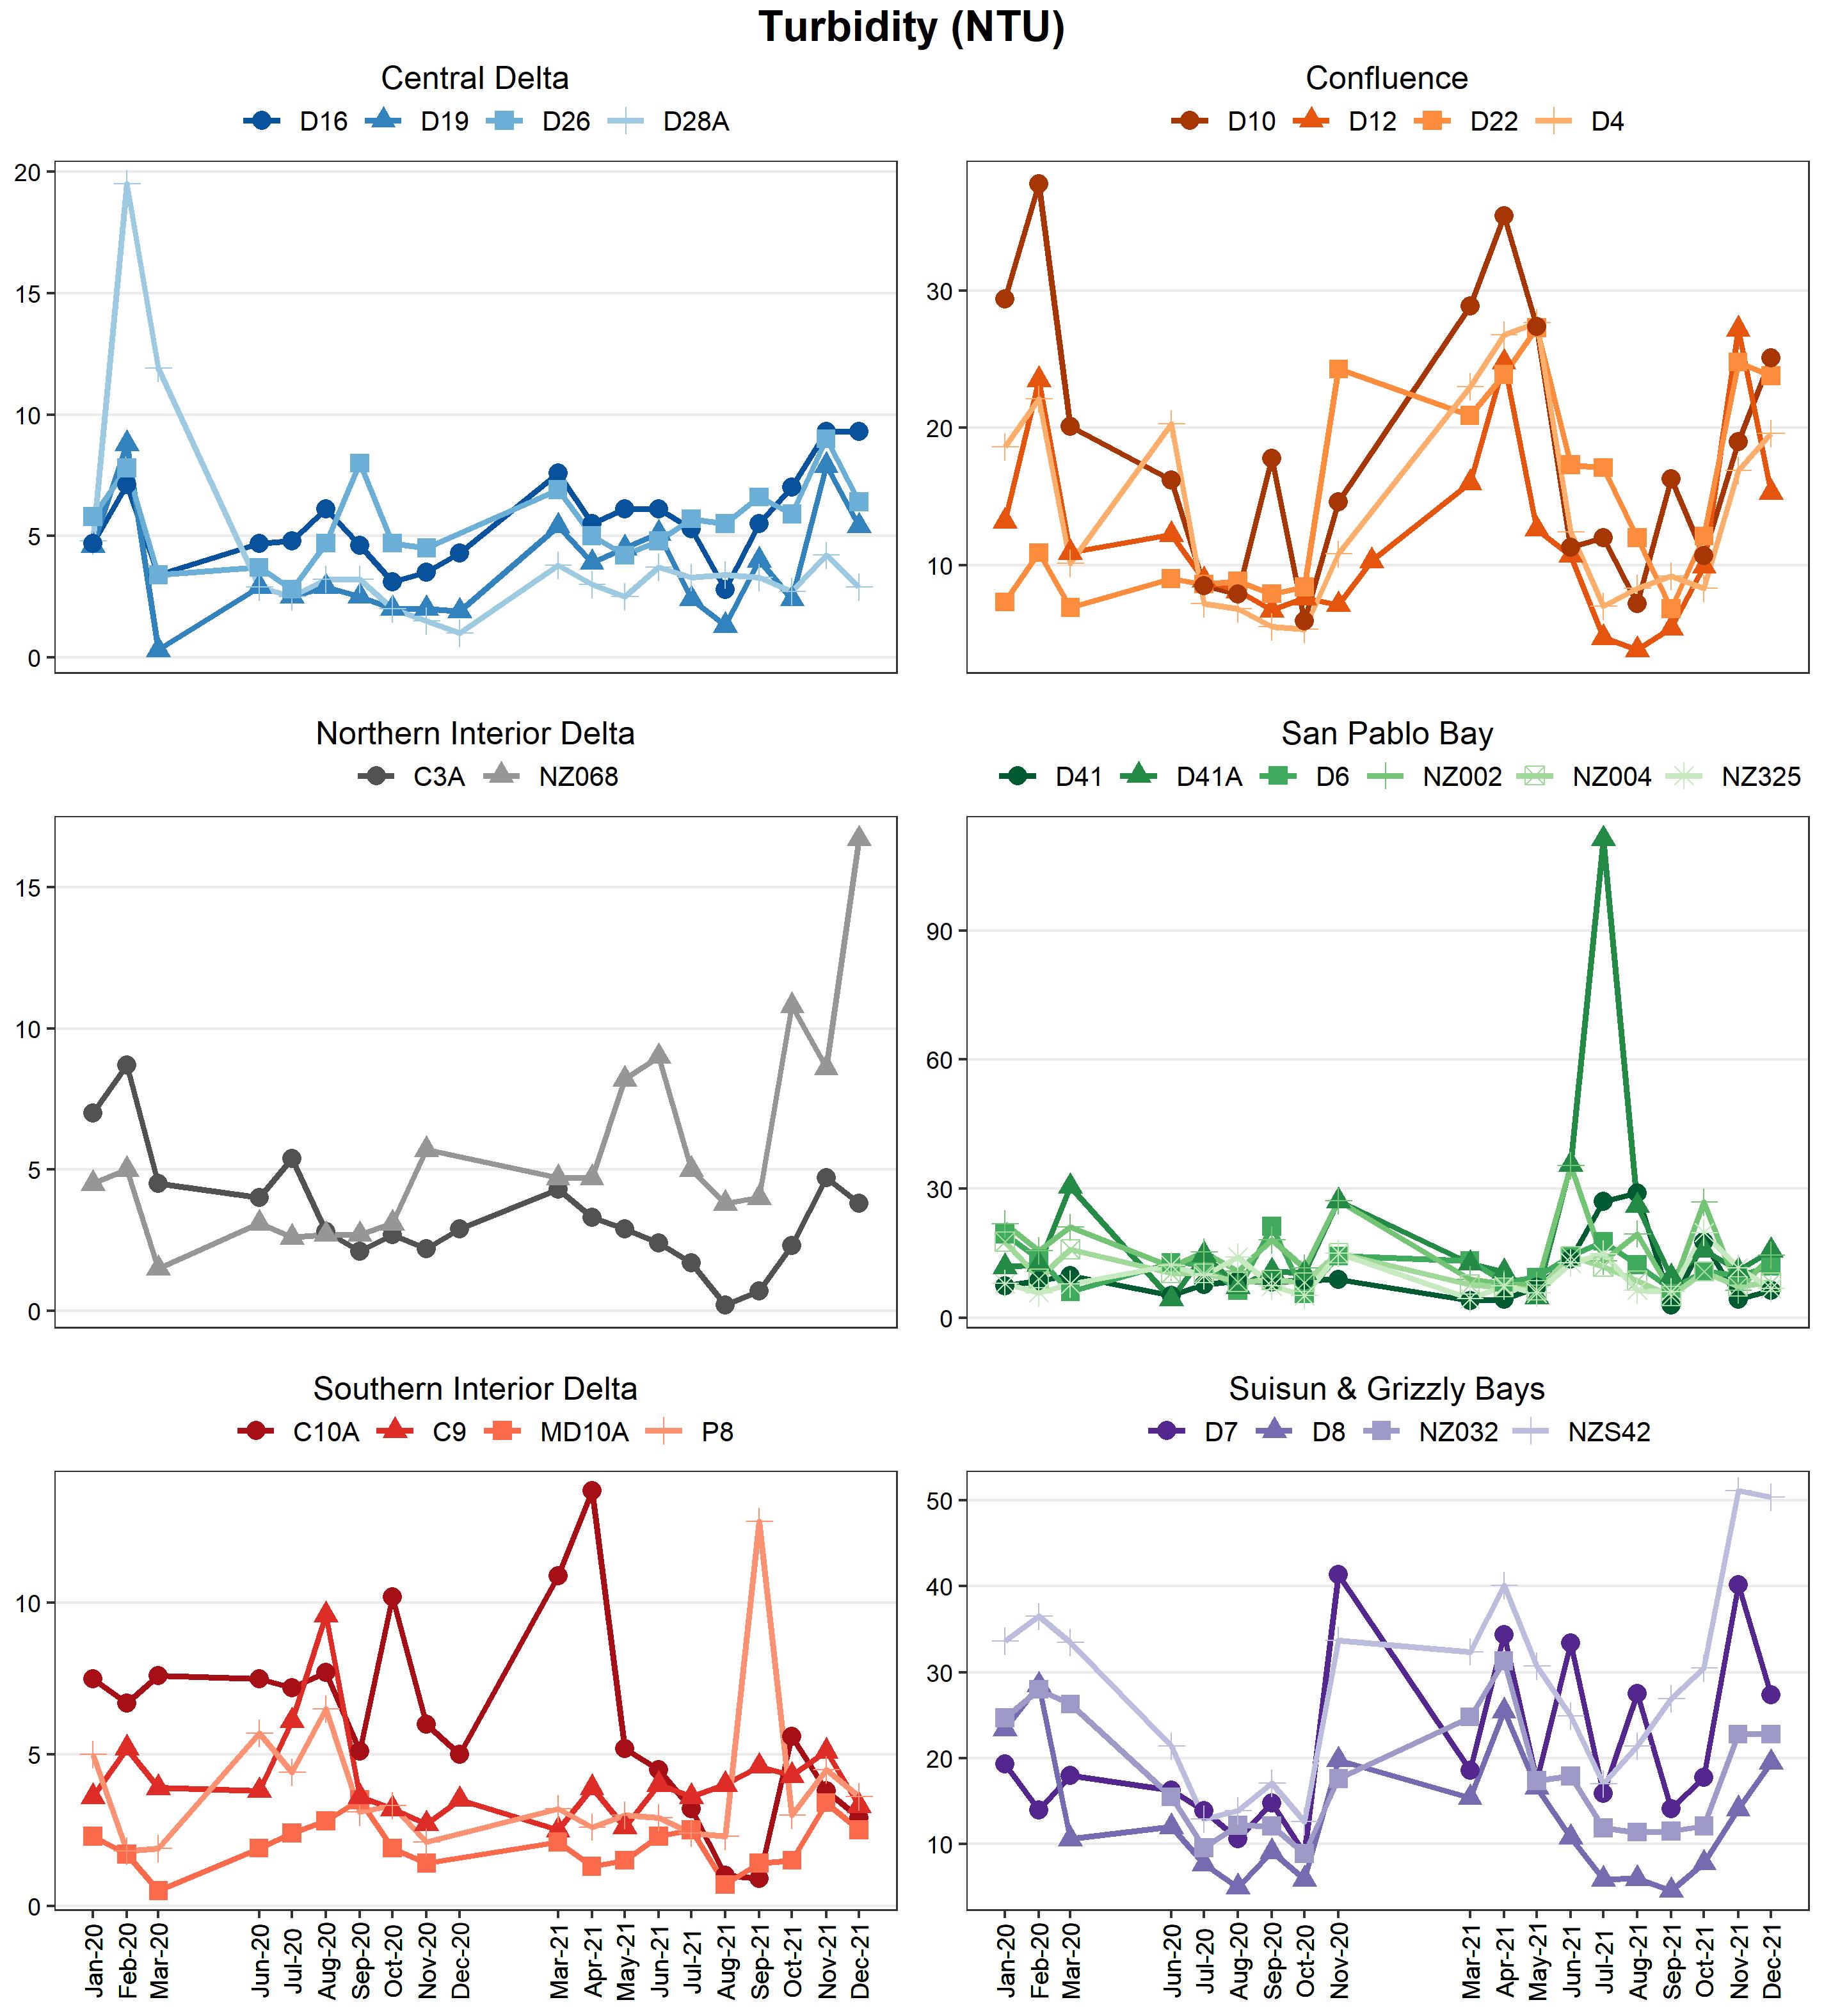 Turbidity (NTU)
Central Delta
D16 D19 D26 D28A
20
15
10
5
0
Confluence
D10 D12 D22 D4
30
20
10
Northern Interior Delta
C3A NZ068
15
10
5
0
San Pablo Bay
D41 D41A D6 NZ002 NZ004 NZ325
90
60
30
0
Southern Interior Delta
C10A C9 MD10A P8
10
5
0
Jan-20 Feb-20 Mar-20 Jun-20 Jul-20 Aug-20 Sep-20 Oct-20 Nov-20 Dec-20 Mar-21 Apr-21 May-21 Jun-21 Jul-21 Aug-21 Sep-21 Oct-21 Nov-21 Dec-21
Suisun & Grizzly Bays
D7 D8 NZ032 NZS42
50
40
30
20
10
Jan-20 Feb-20 Mar-20 Jun-20 Jul-20 Aug-20 Sep-20 Oct-20 Nov-20 Mar-21 Apr-21 May-21 Jun-21 Jul-21 Aug-21 Sep-21 Oct-21 Nov-21 Dec-21